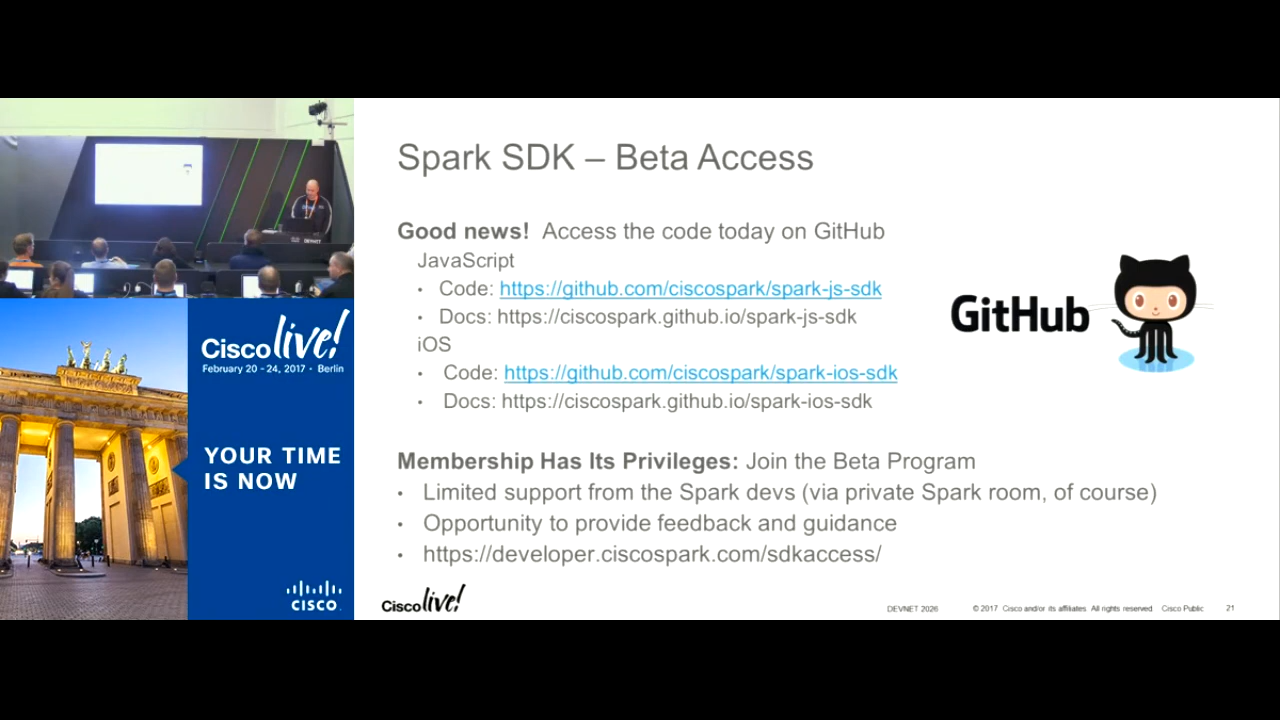 Spark SDK – Beta Access
Good news! Access the code today on GitHub
JavaScript
• Code: https://github.com/ciscospark/spark-js-sdk
• Docs: https://ciscospark.github.io/spark-js-sdk
iOS
• Code: https://github.com/ciscospark/spark-ios-sdk
• Docs: https://ciscospark.github.io/spark-ios-sdk
GitHub
Membership Has Its Privileges: Join the Beta Program
• Limited support from the Spark devs (via private Spark room, of course)
• Opportunity to provide feedback and guidance
• https://developer.ciscospark.com/sdkaccess/
Cisco live!
DEVNET 2026 © 2017 Cisco and/or its affiliates. All rights reserved. Cisco Public 21
Cisco live!
February 20 - 24, 2017 • Berlin
YOUR TIME
IS NOW
CISCO
DEVNET